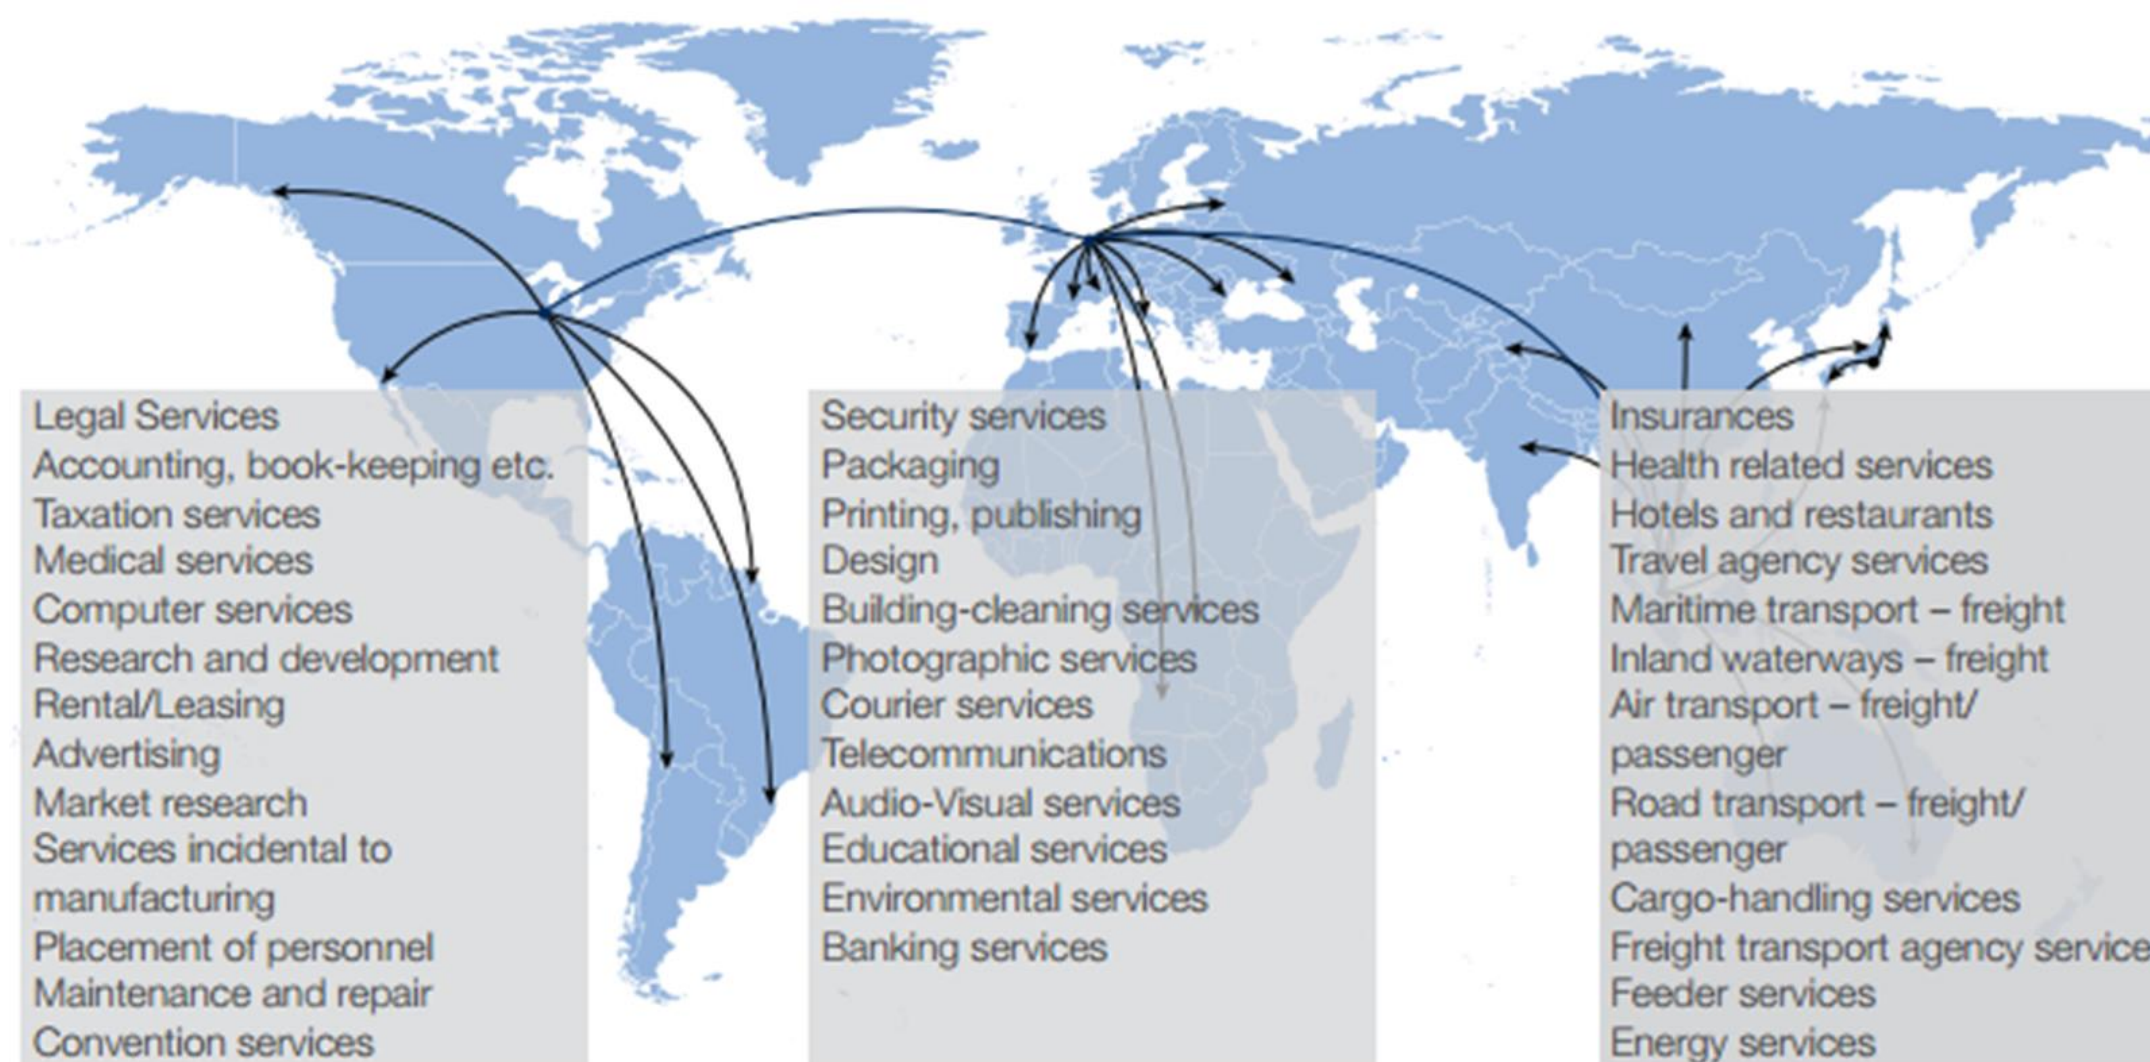 Legal Services
Accounting, book-keeping etc.
Taxation services
Medical services
Computer services
Research and development
Rental/Leasing
Advertising
Market research
Services incidental to
manufacturing
Placement of personnel
Maintenance and repair
Convention services
Security services
Packaging
Printing, publishing
Design
Building-cleaning services
Photographic services
Courier services
Telecommunications
Audio-Visual services
Educational services
Environmental services
Banking services
Insurances
Health related services
Hotels and restaurants
Travel agency services
Maritime transport – freight
Inland waterways – freight
Air transport – freight/
passenger
Road transport – freight/
passenger
Cargo-handling services
Freight transport agency service
Feeder services
Energy services